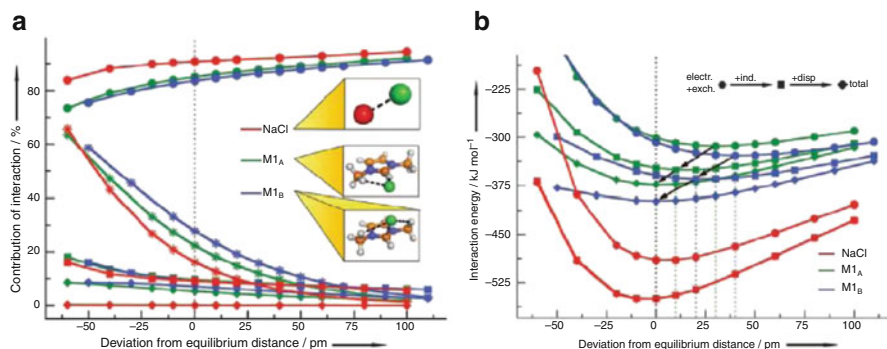 a
Contribution of interaction / %
80
60
40
20
0
−50
−25
0
25
50
75
100
Deviation from equilibrium distance / pm
NaCl
M1A
M1B
b
Interaction energy / kJ mol−1
−300
−375
−450
−525
−50
−25
0
25
50
75
100
Deviation from equilibrium distance / pm
electr.
+exch.
+ind.
+disp
total
NaCl
M1A
M1B